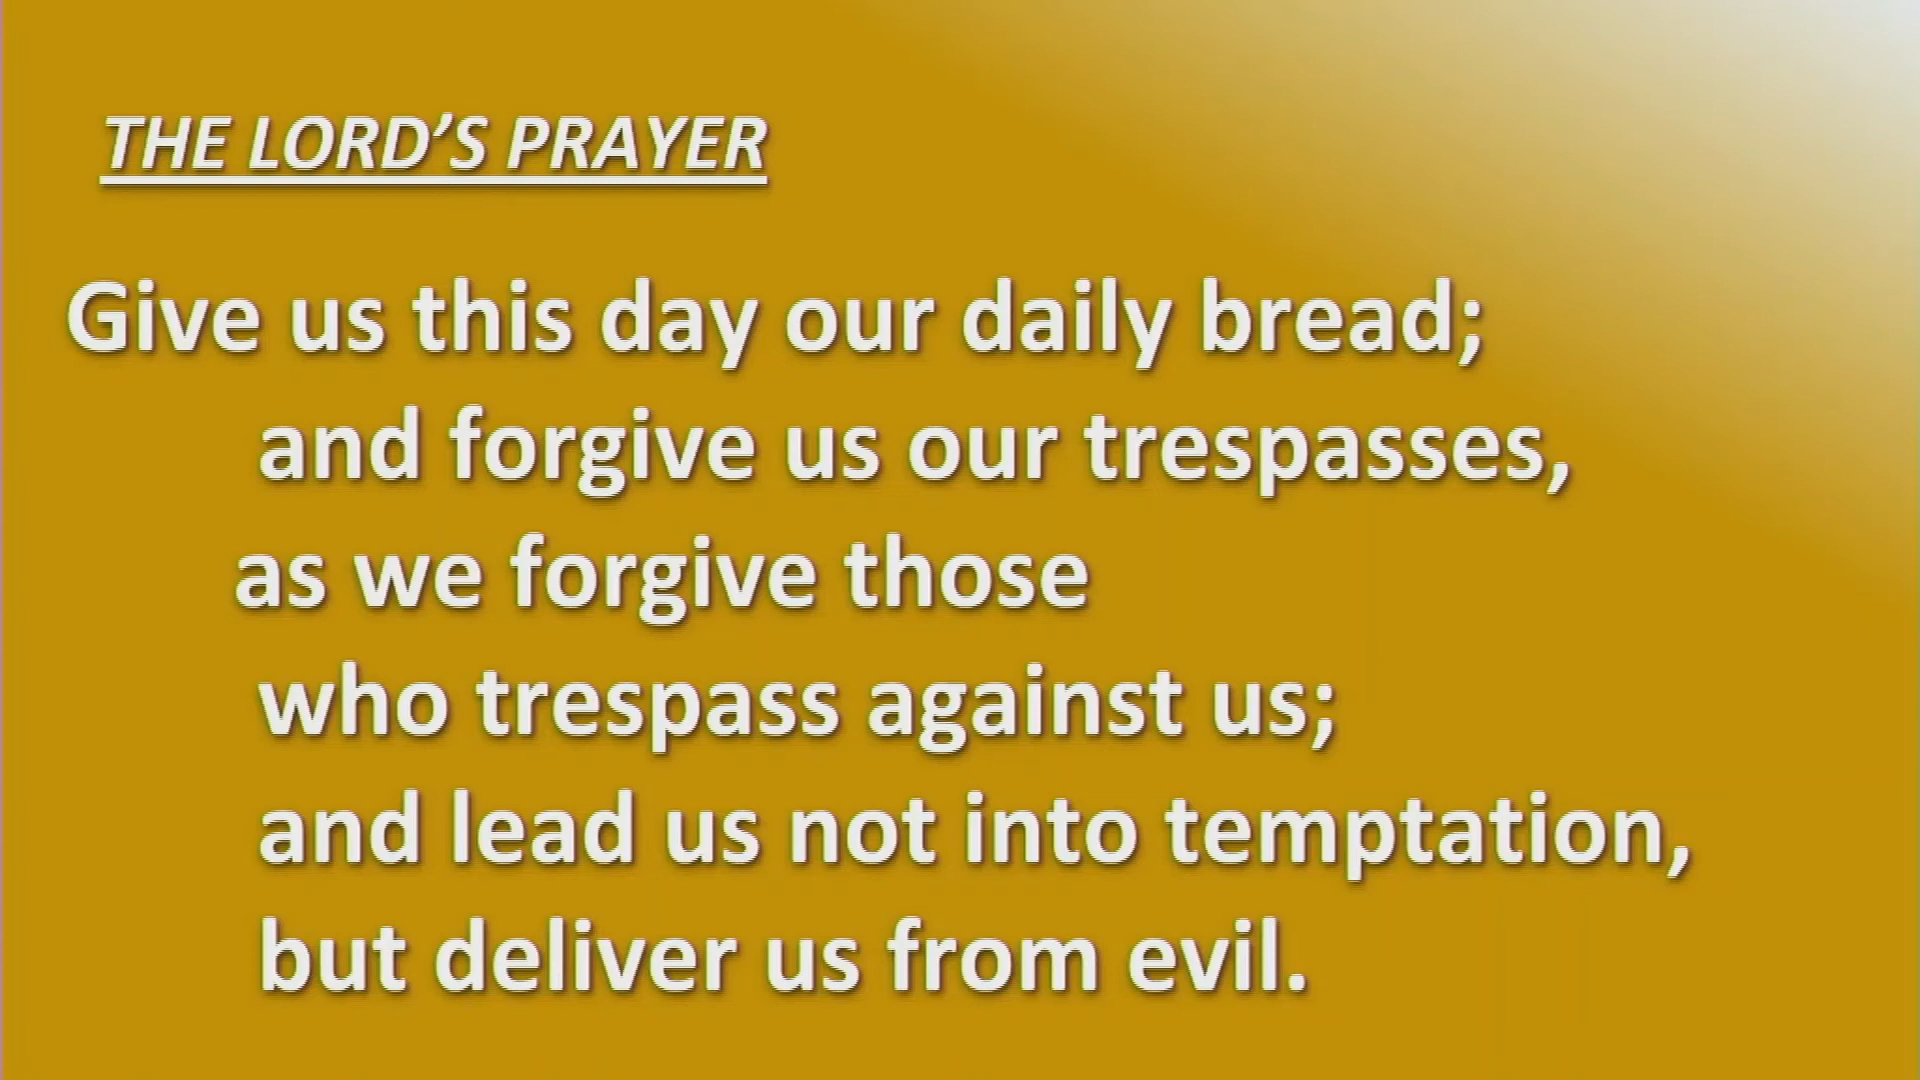 THE LORD’S PRAYER
Give us this day our daily bread;
and forgive us our trespasses,
as we forgive those
who trespass against us;
and lead us not into temptation,
but deliver us from evil.